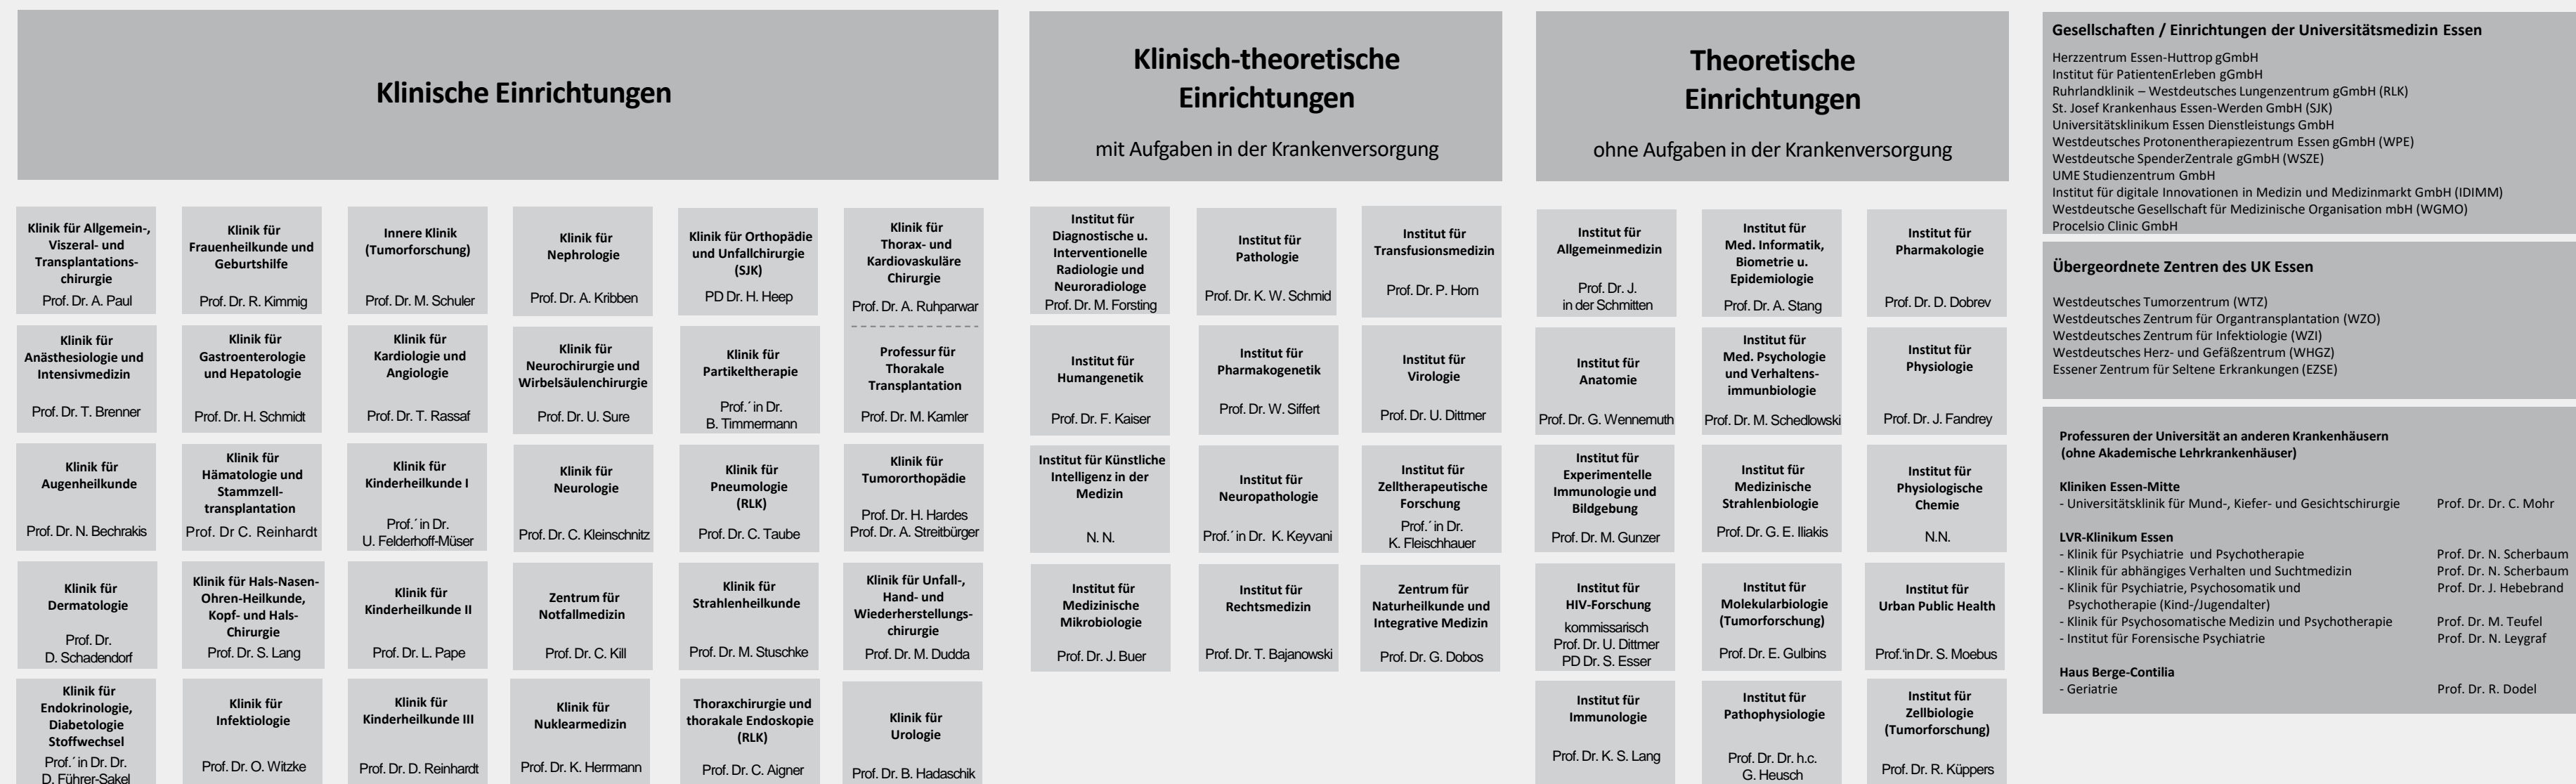 Klinische Einrichtungen
Klinik für Allgemein-,
Viszeral- und
Transplantations-
chirurgie
Prof. Dr. A. Paul
Klinik für
Frauenheilkunde und
Geburtshilfe
Prof. Dr. R. Kimmig
Innere Klinik
(Tumorforschung)
Prof. Dr. M. Schuler
Klinik für
Nephrologie
Prof. Dr. A. Kribben
Klinik für Orthopädie
und Unfallchirurgie
(SJK)
PD Dr. H. Heep
Klinik für
Thorax- und
Kardiovaskuläre
Chirurgie
Prof. Dr. A. Ruhparwar
Klinik für
Anästhesiologie und
Intensivmedizin
Prof. Dr. T. Brenner
Klinik für
Gastroenterologie
und Hepatologie
Prof. Dr. H. Schmidt
Klinik für
Kardiologie und
Angiologie
Prof. Dr. T. Rassaf
Klinik für
Neurochirurgie und
Wirbelsäulenchirurgie
Prof. Dr. U. Sure
Klinik für
Partikeltherapie
Prof.´ in Dr.
B. Timmermann
Professur für
Thorakale
Transplantation
Prof. Dr. M. Kamler
Klinik für
Augenheilkunde
Prof. Dr. N. Bechrakis
Klinik für
Hämatologie und
Stammzell-
transplantation
Prof. Dr C. Reinhardt
Klinik für
Kinderheilkunde I
Prof.´ in Dr.
U. Felderhoff-Müser
Klinik für
Neurologie
Prof. Dr. C. Kleinschnitz
Klinik für
Pneumologie
(RLK)
Prof. Dr. C. Taube
Klinik für
Tumororthopädie
Prof. Dr. H. Hardes
Prof. Dr. A. Streitbürger
Klinik für
Dermatologie
Prof. Dr.
D. Schadendorf
Klinik für Hals-Nasen-
Ohren-Heilkunde,
Kopf- und Hals-
Chirurgie
Prof. Dr. S. Lang
Klinik für
Kinderheilkunde II
Prof. Dr. L. Pape
Zentrum für
Notfallmedizin
Prof. Dr. C. Kill
Klinik für
Strahlenheilkunde
Prof. Dr. M. Stuschke
Klinik für Unfall-,
Hand- und
Wiederherstellungs-
chirurgie
Prof. Dr. M. Dudda
Klinik für
Endokrinologie,
Diabetologie
Stoffwechsel
Prof.´ in Dr. Dr.
D. Führer-Sakel
Klinik für
Infektiologie
Prof. Dr. O. Witzke
Klinik für
Kinderheilkunde III
Prof. Dr. D. Reinhardt
Klinik für
Nuklearmedizin
Prof. Dr. K. Herrmann
Thoraxchirurgie und
thorakale Endoskopie
(RLK)
Prof. Dr. C. Aigner
Klinik für
Urologie
Prof. Dr. B. Hadaschik
Klinisch-theoretische
Einrichtungen
mit Aufgaben in der Krankenversorgung
Institut für
Diagnostische u.
Interventionelle
Radiologie und
Neuroradiologe
Prof. Dr. M. Forsting
Institut für
Pathologie
Prof. Dr. K. W. Schmid
Institut für
Transfusionsmedizin
Prof. Dr. P. Horn
Institut für
Humangenetik
Prof. Dr. F. Kaiser
Institut für
Pharmakogenetik
Prof. Dr. W. Siffert
Institut für
Virologie
Prof. Dr. U. Dittmer
Institut für Künstliche
Intelligenz in der
Medizin
N. N.
Institut für
Neuropathologie
Prof.´ in Dr. K. Keyvani
Institut für
Zelltherapeutische
Forschung
Prof.´ in Dr.
K. Fleischhauer
Institut für
Medizinische
Mikrobiologie
Prof. Dr. J. Buer
Institut für
Rechtsmedizin
Prof. Dr. T. Bajanowski
Zentrum für
Naturheilkunde und
Integrative Medizin
Prof. Dr. G. Dobos
Theoretische
Einrichtungen
ohne Aufgaben in der Krankenversorgung
Institut für
Allgemeinmedizin
Prof. Dr. J.
in der Schmitten
Institut für
Med. Informatik,
Biometrie u.
Epidemiologie
Prof. Dr. A. Stang
Institut für
Pharmakologie
Prof. Dr. D. Dobrev
Institut für
Anatomie
Prof. Dr. G. Wennemuth
Institut für
Med. Psychologie
und Verhaltens-
immunbiologie
Prof. Dr. M. Schedlowski
Institut für
Physiologie
Prof. Dr. J. Fandrey
Institut für
Experimentelle
Immunologie und
Bildgebung
Prof. Dr. M. Gunzer
Institut für
Medizinische
Strahlenbiologie
Prof. Dr. G. E. Iliakis
Institut für
Physiologische
Chemie
N.N.
Institut für
HIV-Forschung
kommissarisch
Prof. Dr. U. Dittmer
PD Dr. S. Esser
Institut für
Molekularbiologie
(Tumorforschung)
Prof. Dr. E. Gulbins
Institut für
Urban Public Health
Prof.'in Dr. S. Moebus
Institut für
Immunologie
Prof. Dr. K. S. Lang
Institut für
Pathophysiologie
Prof. Dr. Dr. h.c.
G. Heusch
Institut für
Zellbiologie
(Tumorforschung)
Prof. Dr. R. Küppers
Gesellschaften / Einrichtungen der Universitätsmedizin Essen
Herzzentrum Essen-Huttrop gGmbH
Institut für PatientenErleben gGmbH
Ruhrlandklinik – Westdeutsches Lungenzentrum gGmbH (RLK)
St. Josef Krankenhaus Essen-Werden GmbH (SJK)
Universitätsklinikum Essen Dienstleistungs GmbH
Westdeutsches Protonentherapiezentrum Essen gGmbH (WPE)
Westdeutsche SpenderZentrale gGmbH (WSZE)
UME Studienzentrum GmbH
Institut für digitale Innovationen in Medizin und Medizinmarkt GmbH (IDIMM)
Westdeutsche Gesellschaft für Medizinische Organisation mbH (WGMO)
Procelsio Clinic GmbH
Übergeordnete Zentren des UK Essen
Westdeutsches Tumorzentrum (WTZ)
Westdeutsches Zentrum für Organtransplantation (WZO)
Westdeutsches Zentrum für Infektiologie (WZI)
Westdeutsches Herz- und Gefäßzentrum (WHGZ)
Essener Zentrum für Seltene Erkrankungen (EZSE)
Professuren der Universität an anderen Krankenhäusern
(ohne Akademische Lehrkrankenhäuser)
Kliniken Essen-Mitte
- Universitätsklinik für Mund-, Kiefer- und Gesichtschirurgie Prof. Dr. Dr. C. Mohr
LVR-Klinikum Essen
- Klinik für Psychiatrie und Psychotherapie Prof. Dr. N. Scherbaum
- Klinik für abhängiges Verhalten und Suchtmedizin Prof. Dr. N. Scherbaum
- Klinik für Psychiatrie, Psychosomatik und Prof. Dr. J. Hebebrand
Psychotherapie (Kind-/Jugendalter)
- Klinik für Psychosomatische Medizin und Psychotherapie Prof. Dr. M. Teufel
- Institut für Forensische Psychiatrie Prof. Dr. N. Leygraf
Haus Berge-Contilia
- Geriatrie Prof. Dr. R. Dodel